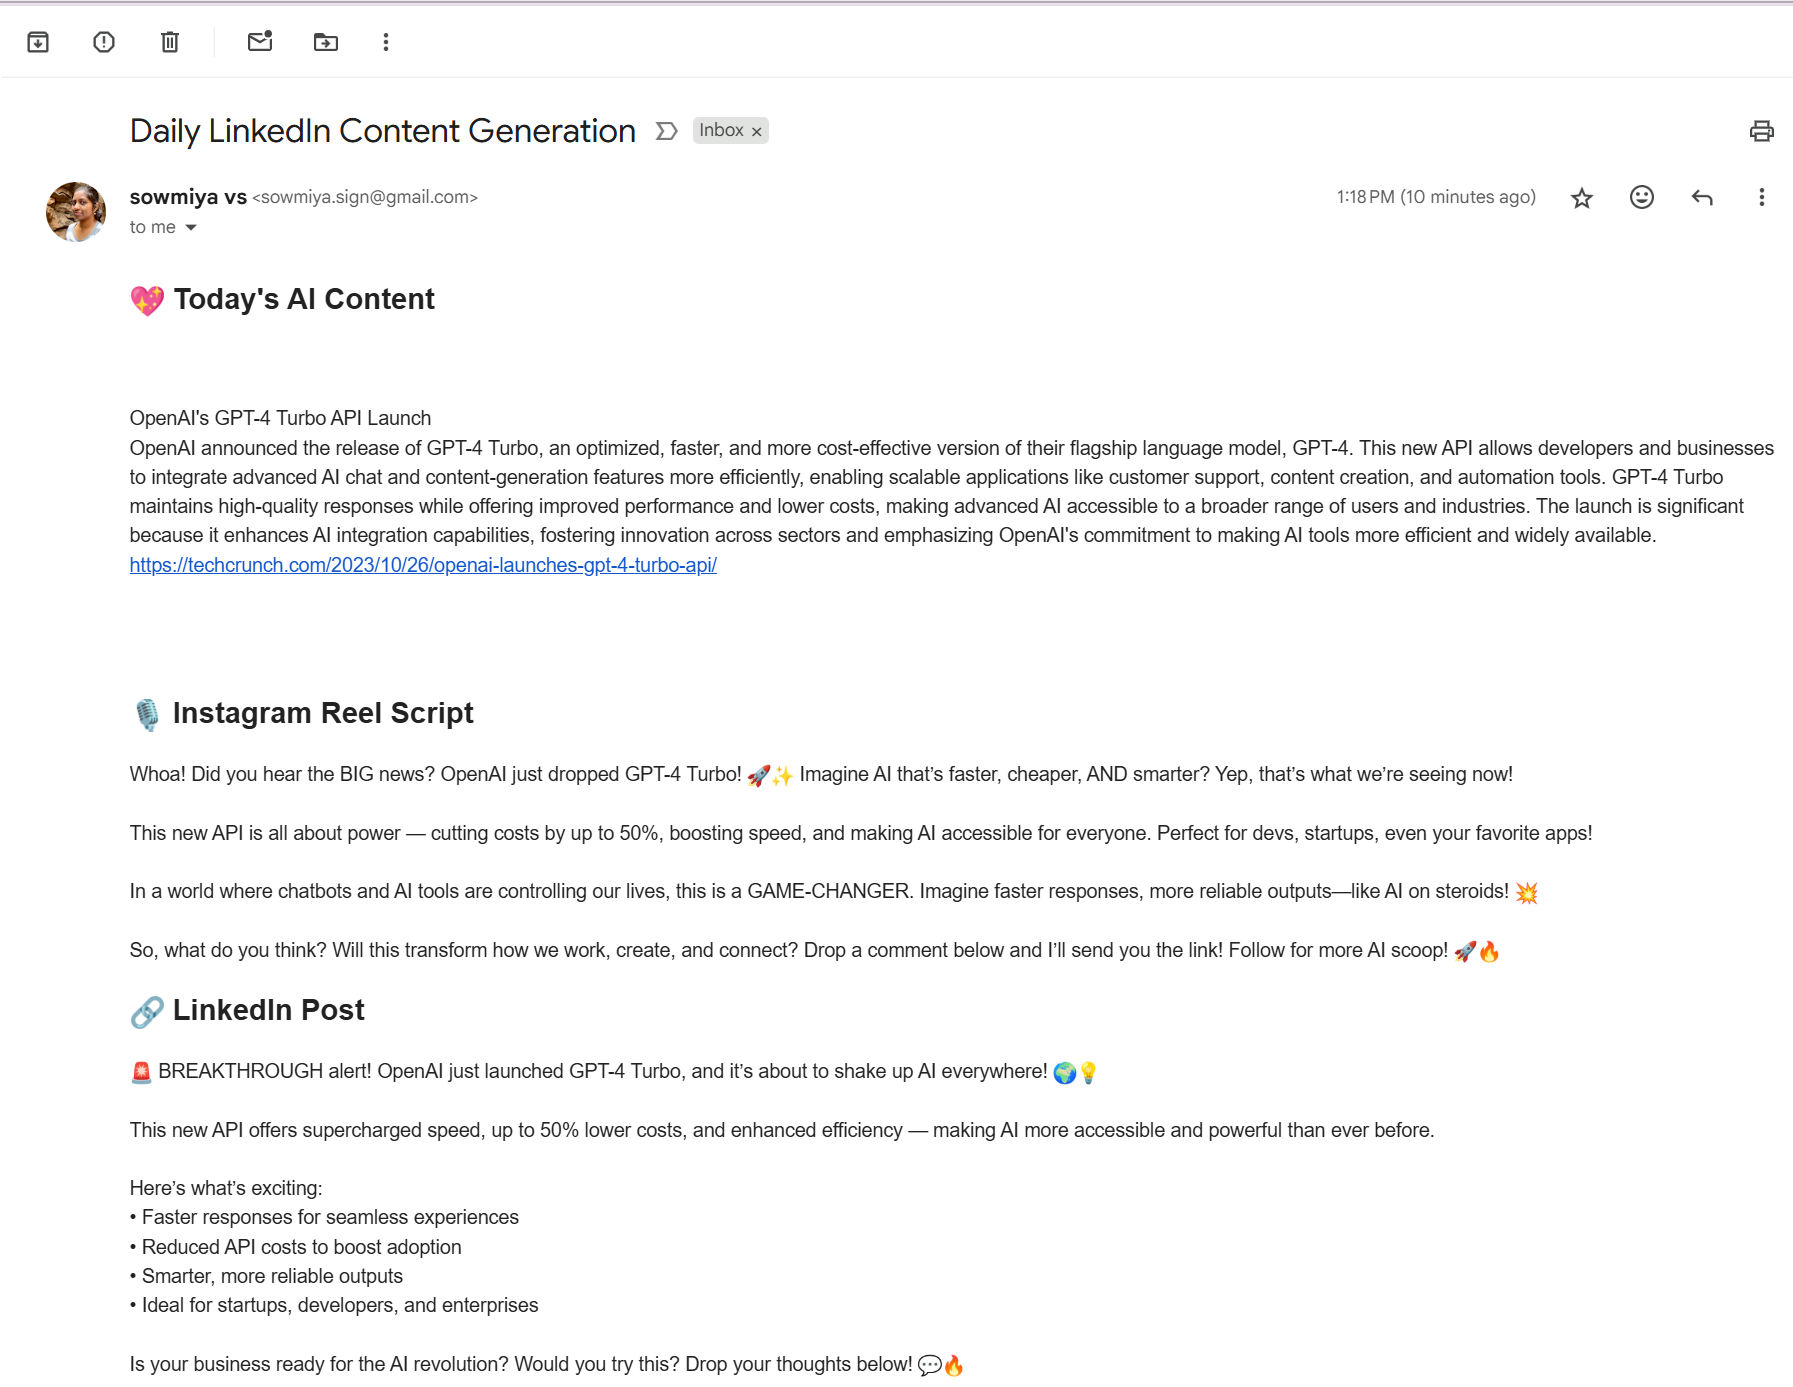 Daily LinkedIn Content Generation Inbox ×
sowmiya vs <sowmiya.sign@gmail.com> 1:18 PM (10 minutes ago)
to me
💖 Today's AI Content
OpenAI's GPT-4 Turbo API Launch
OpenAI announced the release of GPT-4 Turbo, an optimized, faster, and more cost-effective version of their flagship language model, GPT-4. This new API allows developers and businesses
to integrate advanced AI chat and content-generation features more efficiently, enabling scalable applications like customer support, content creation, and automation tools. GPT-4 Turbo
maintains high-quality responses while offering improved performance and lower costs, making advanced AI accessible to a broader range of users and industries. The launch is significant
because it enhances AI integration capabilities, fostering innovation across sectors and emphasizing OpenAI's commitment to making AI tools more efficient and widely available.
https://techcrunch.com/2023/10/26/openai-launches-gpt-4-turbo-api/
🎙️ Instagram Reel Script
Whoa! Did you hear the BIG news? OpenAI just dropped GPT-4 Turbo! 🚀✨ Imagine AI that’s faster, cheaper, AND smarter? Yep, that’s what we’re seeing now!
This new API is all about power — cutting costs by up to 50%, boosting speed, and making AI accessible for everyone. Perfect for devs, startups, even your favorite apps!
In a world where chatbots and AI tools are controlling our lives, this is a GAME-CHANGER. Imagine faster responses, more reliable outputs—like AI on steroids! 💥
So, what do you think? Will this transform how we work, create, and connect? Drop a comment below and I’ll send you the link! Follow for more AI scoop! 🚀🔥
🔗 LinkedIn Post
🚨 BREAKTHROUGH alert! OpenAI just launched GPT-4 Turbo, and it’s about to shake up AI everywhere! 🌍💡
This new API offers supercharged speed, up to 50% lower costs, and enhanced efficiency — making AI more accessible and powerful than ever before.
Here’s what’s exciting:
• Faster responses for seamless experiences
• Reduced API costs to boost adoption
• Smarter, more reliable outputs
• Ideal for startups, developers, and enterprises
Is your business ready for the AI revolution? Would you try this? Drop your thoughts below! 💬🔥